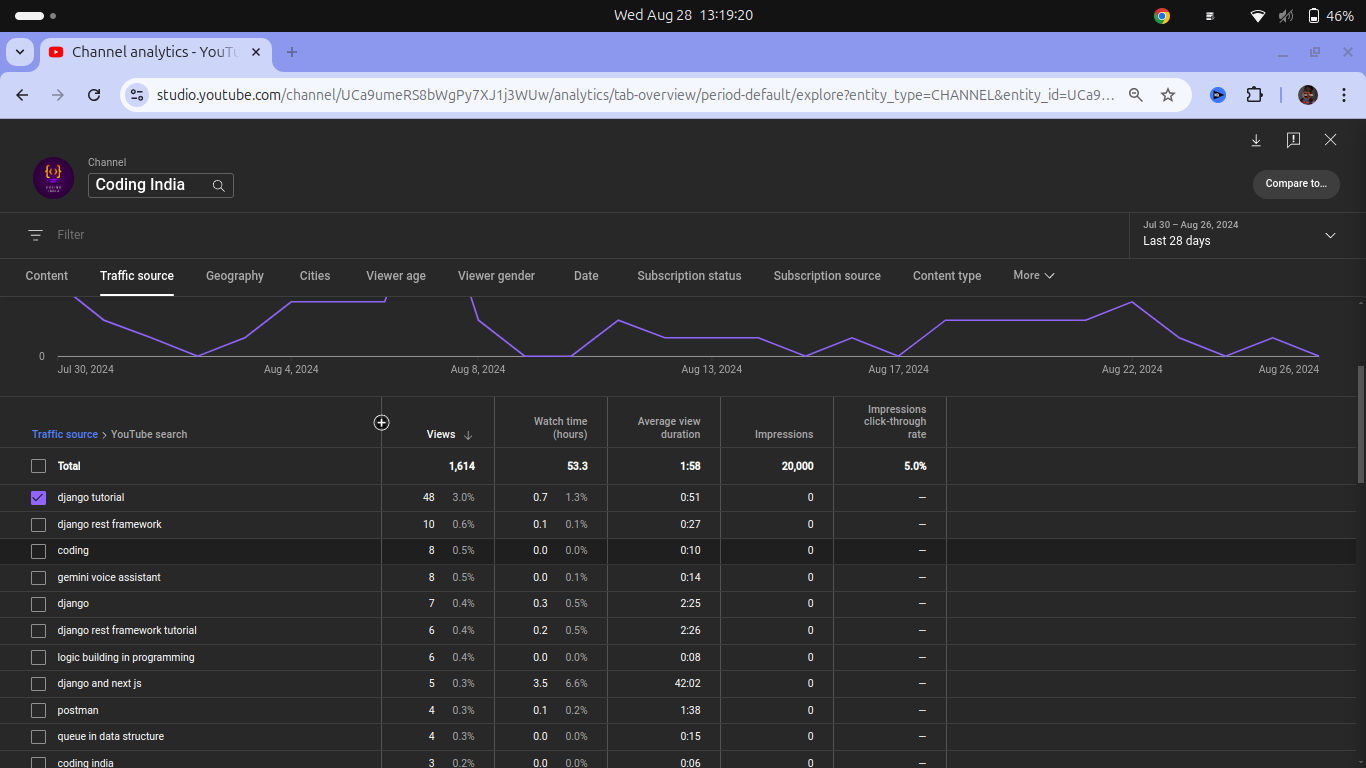 Wed Aug 28 13:19:20
46%
Channel analytics - YouTu
studio.youtube.com/channel/UCa9umeRS8bWgPy7XJ1j3WUw/analytics/tab-overview/period-default/explore?entity_type=CHANNEL&entity_id=UCa9...
Channel
Coding India
Compare to...
Filter
Jul 30 – Aug 26, 2024
Last 28 days
Content Traffic source Geography Cities Viewer age Viewer gender Date Subscription status Subscription source Content type More
0
Jul 30, 2024 Aug 4, 2024 Aug 8, 2024 Aug 13, 2024 Aug 17, 2024 Aug 22, 2024 Aug 26, 2024
Traffic source > YouTube search Views Watch time (hours) Average view duration Impressions Impressions click-through rate
Total 1,614 53.3 1:58 20,000 5.0%
django tutorial 48 3.0% 0.7 1.3% 0:51 0 —
django rest framework 10 0.6% 0.1 0.1% 0:27 0 —
coding 8 0.5% 0.0 0.0% 0:10 0 —
gemini voice assistant 8 0.5% 0.0 0.1% 0:14 0 —
django 7 0.4% 0.3 0.5% 2:25 0 —
django rest framework tutorial 6 0.4% 0.2 0.5% 2:26 0 —
logic building in programming 6 0.4% 0.0 0.0% 0:08 0 —
django and next js 5 0.3% 3.5 6.6% 42:02 0 —
postman 4 0.3% 0.1 0.2% 1:38 0 —
queue in data structure 4 0.3% 0.0 0.0% 0:15 0 —
coding india 3 0.2% 0.0 0.0% 0:06 0 —